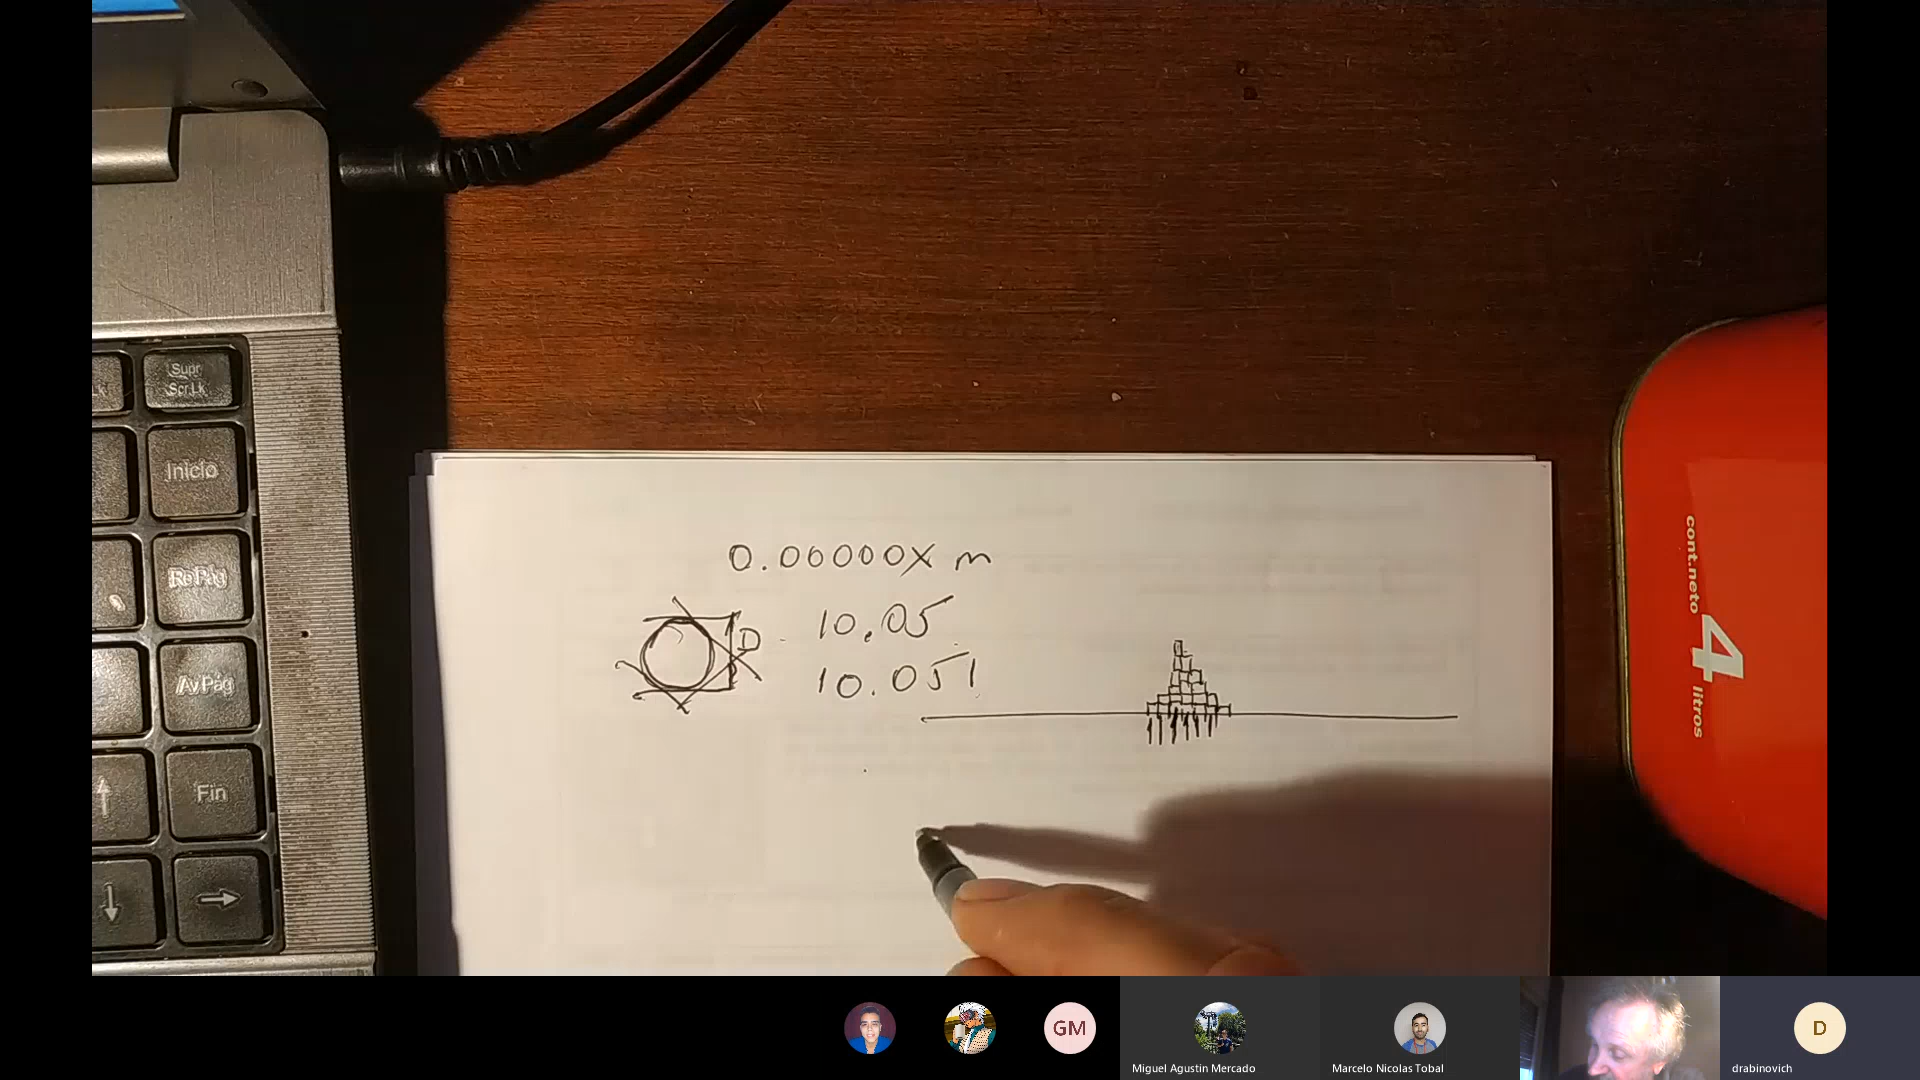 Supr
Scr Lk
Inicio
RePág
AvPág
Fin
0.00000X m
D
10.05
10.051
cont.neto
4
litros
GM
Miguel Agustin Mercado
Marcelo Nicolas Tobal
D
drabinovich